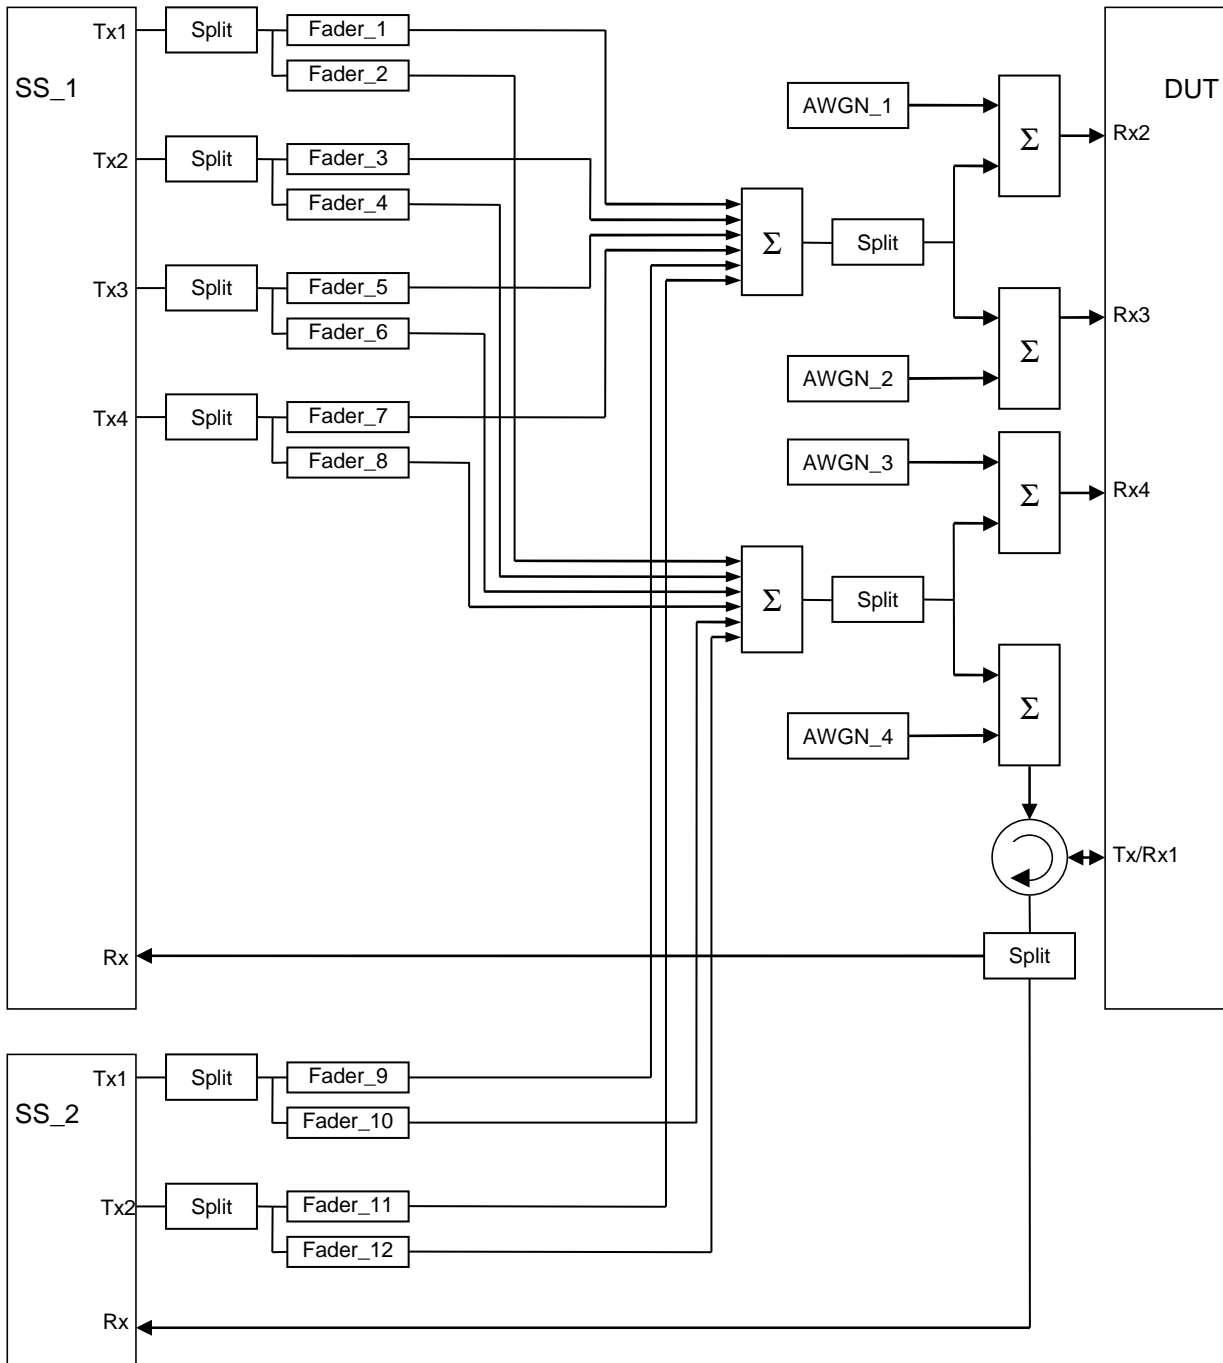 Tx1
Split
Fader_1
Fader_2
SS_1
AWGN_1
Σ
DUT
Rx2
Tx2
Split
Fader_3
Fader_4
Σ
Split
Tx3
Split
Fader_5
Fader_6
Σ
Rx3
AWGN_2
Tx4
Split
Fader_7
Fader_8
AWGN_3
Σ
Rx4
Σ
Split
Σ
AWGN_4
Tx/Rx1
Rx
Split
Tx1
Split
Fader_9
SS_2
Fader_10
Tx2
Split
Fader_11
Fader_12
Rx